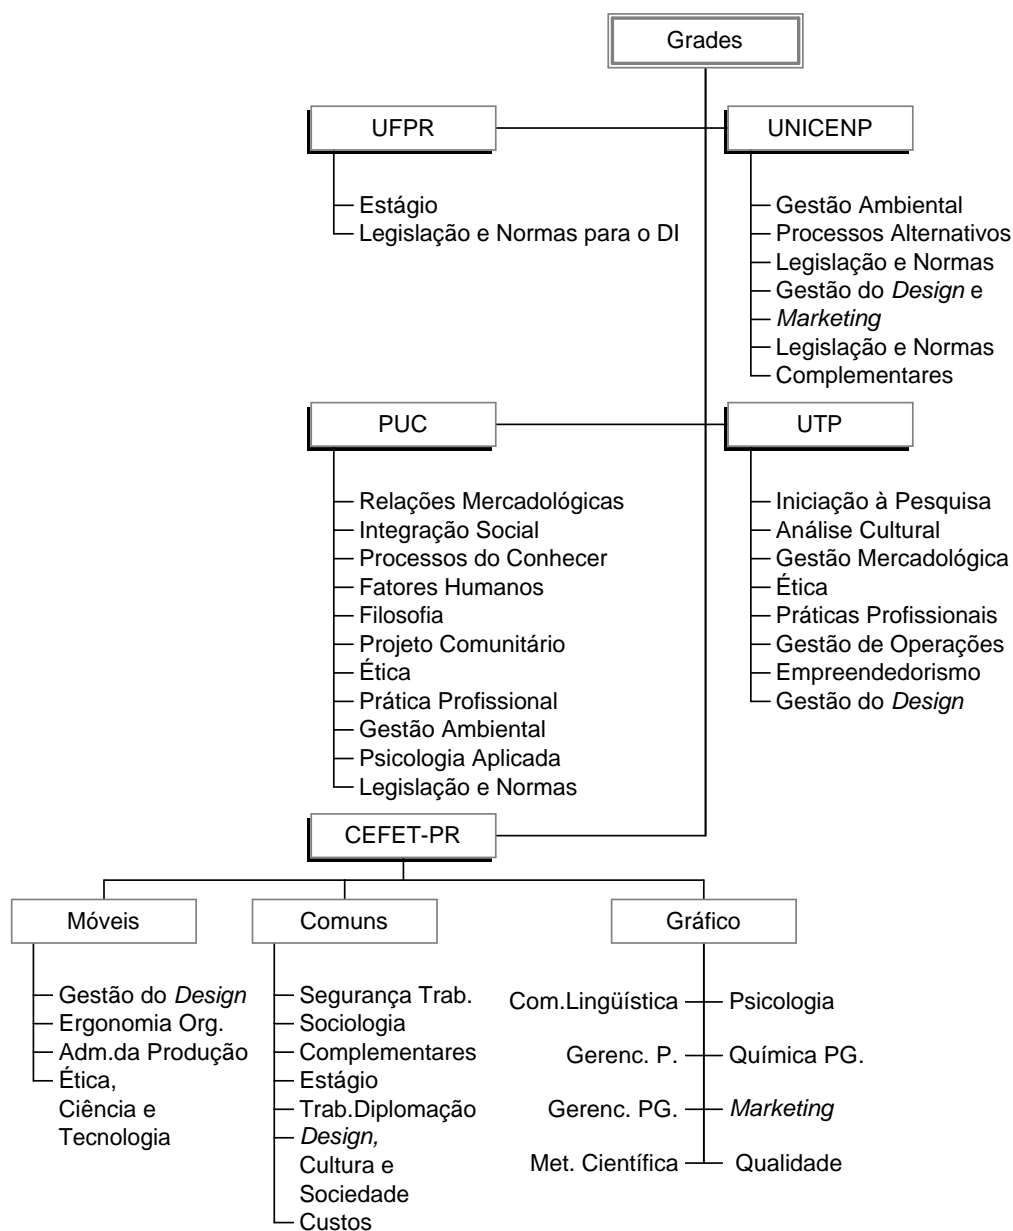 Grades
UFPR
Estágio
Legislação e Normas para o DI
UNICENP
Gestão Ambiental
Processos Alternativos
Legislação e Normas
Gestão do Design e
Marketing
Legislação e Normas
Complementares
PUC
Relações Mercadológicas
Integração Social
Processos do Conhecer
Fatores Humanos
Filosofia
Projeto Comunitário
Ética
Prática Profissional
Gestão Ambiental
Psicologia Aplicada
Legislação e Normas
UTP
Iniciação à Pesquisa
Análise Cultural
Gestão Mercadológica
Ética
Práticas Profissionais
Gestão de Operações
Empreendedorismo
Gestão do Design
CEFET-PR
Móveis
Gestão do Design
Ergonomia Org.
Adm.da Produção
Ética,
Ciência e
Tecnologia
Comuns
Segurança Trab.
Sociologia
Complementares
Estágio
Trab.Diplomação
Design,
Cultura e
Sociedade
Custos
Gráfico
Com.Lingüística
Psicologia
Gerenc. P.
Química PG.
Gerenc. PG.
Marketing
Met. Científica
Qualidade